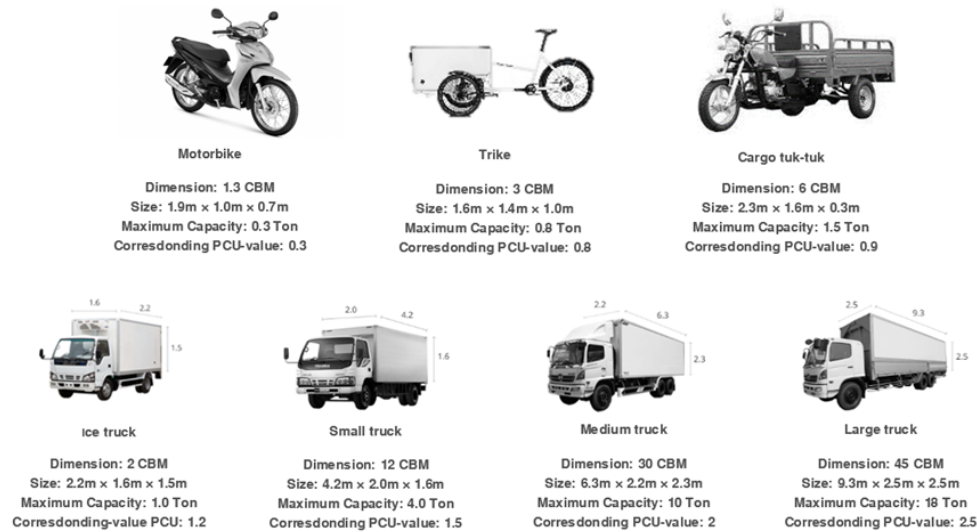 Motorbike
Dimension: 1.3 CBM
Size: 1.9m × 1.0m × 0.7m
Maximum Capacity: 0.3 Ton
Corresdonding PCU-value: 0.3
Trike
Dimension: 3 CBM
Size: 1.6m × 1.4m × 1.0m
Maximum Capacity: 0.8 Ton
Corresdonding PCU-value: 0.8
Cargo tuk-tuk
Dimension: 6 CBM
Size: 2.3m × 1.6m × 0.3m
Maximum Capacity: 1.5 Ton
Corresdonding PCU-value: 0.9
1.6
2.2
1.5
Ice truck
Dimension: 2 CBM
Size: 2.2m × 1.6m × 1.5m
Maximum Capacity: 1.0 Ton
Corresdonding-value PCU: 1.2
2.0
4.2
1.6
Small truck
Dimension: 12 CBM
Size: 4.2m × 2.0m × 1.6m
Maximum Capacity: 4.0 Ton
Corresdonding PCU-value: 1.5
2.2
6.3
2.3
Medium truck
Dimension: 30 CBM
Size: 6.3m × 2.2m × 2.3m
Maximum Capacity: 10 Ton
Corresdonding PCU-value: 2
2.5
9.3
2.5
Large truck
Dimension: 45 CBM
Size: 9.3m × 2.5m × 2.5m
Maximum Capacity: 18 Ton
Corresdonding PCU-value: 2.5